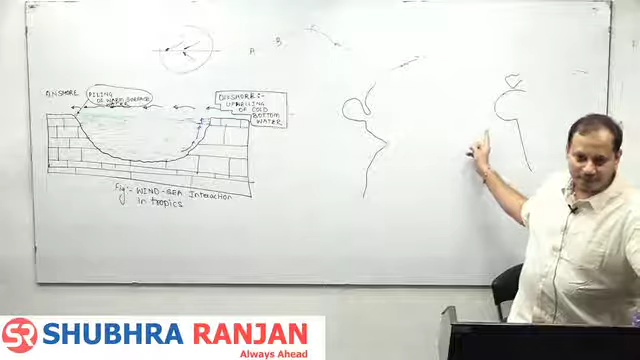 A B
ONSHORE
PILING
OF WARM SURFACE
WATER
OFFSHORE:-
UPWELLING
OF COLD
BOTTOM
WATER
fig:- WIND-SEA Interaction
in tropics
SR
SHUBHRA RANJAN
Always Ahead